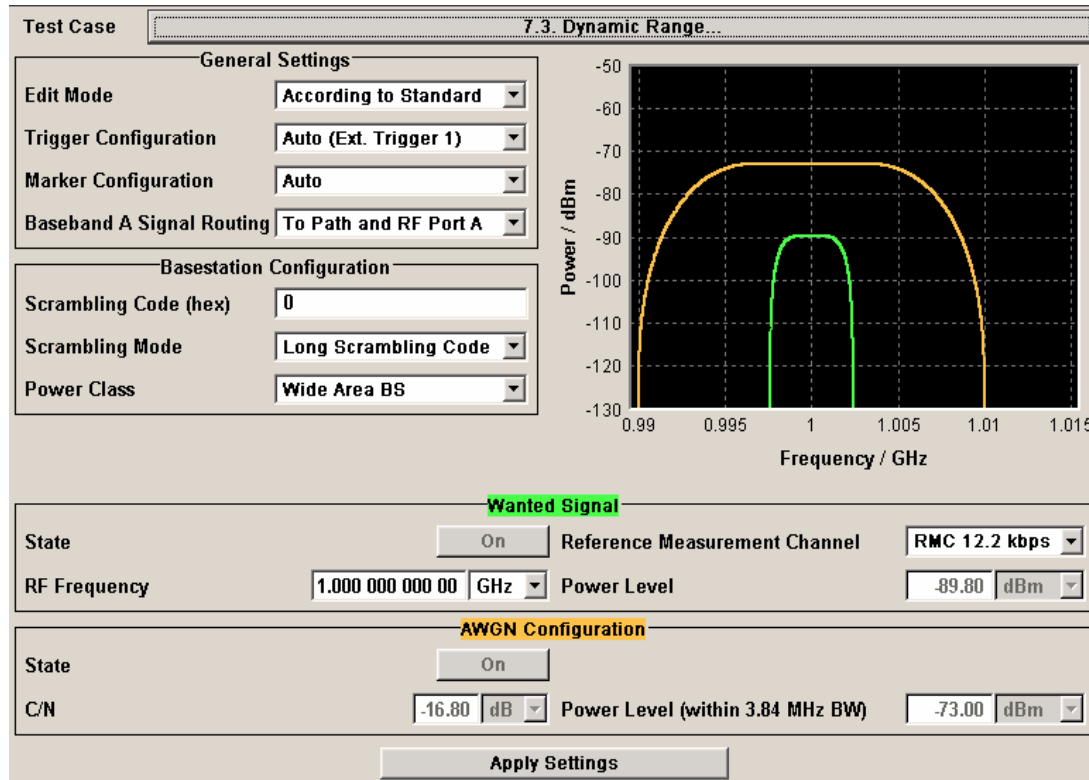 Test Case
7.3. Dynamic Range...
General Settings
Edit Mode
According to Standard
Trigger Configuration
Auto (Ext. Trigger 1)
Marker Configuration
Auto
Baseband A Signal Routing
To Path and RF Port A
Basestation Configuration
Scrambling Code (hex)
0
Scrambling Mode
Long Scrambling Code
Power Class
Wide Area BS
Power / dBm
-50
-60
-70
-80
-90
-100
-110
-120
-130
0.99 0.995 1 1.005 1.01 1.015
Frequency / GHz
Wanted Signal
State
On
Reference Measurement Channel
RMC 12.2 kbps
RF Frequency
1.000 000 000 00 GHz
Power Level
-89.80 dBm
AWGN Configuration
State
On
C/N
-16.80 dB
Power Level (within 3.84 MHz BW)
-73.00 dBm
Apply Settings